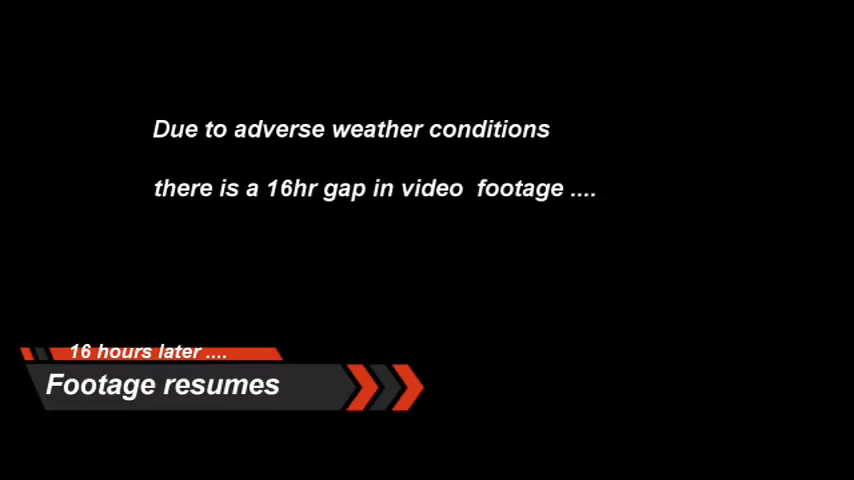 Due to adverse weather conditions
there is a 16hr gap in video footage ....
16 hours later ....
Footage resumes